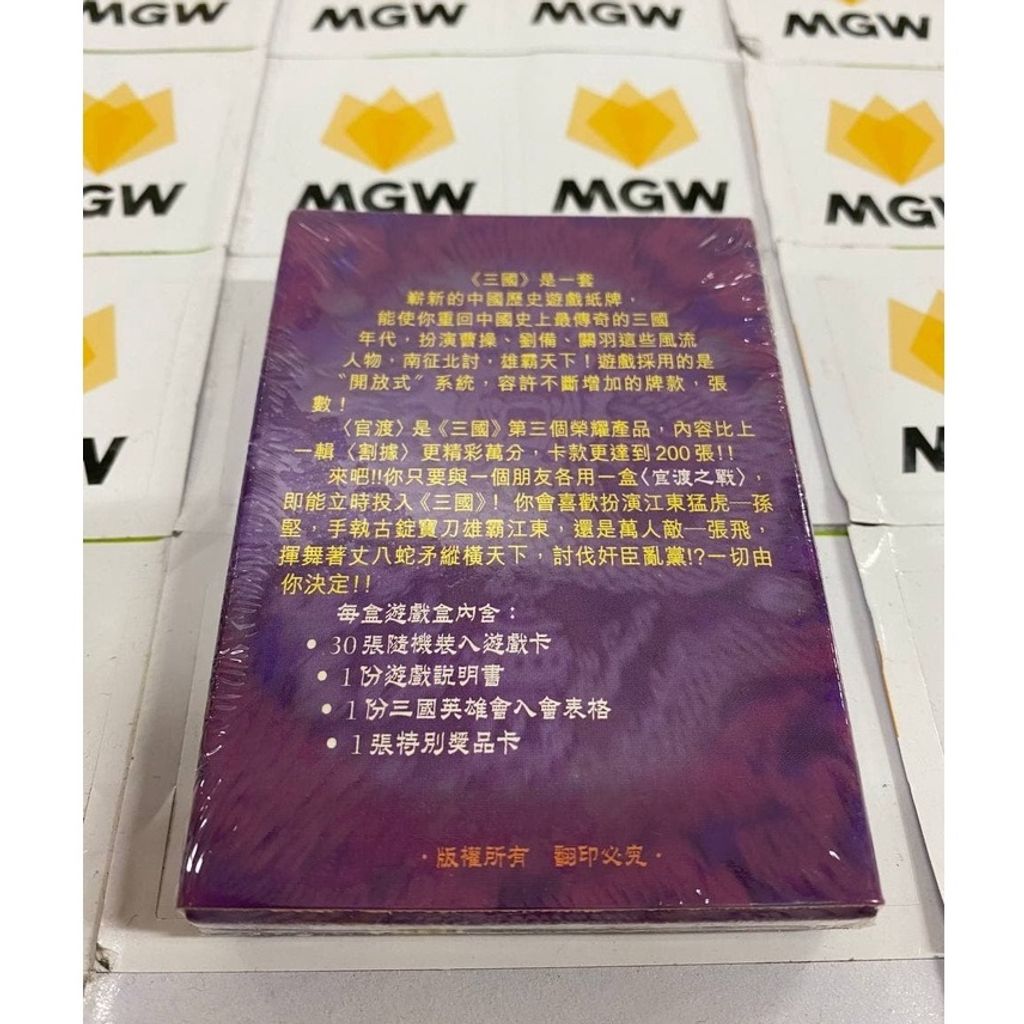 MGW
MGW
MGW
MGW
MGW
MGW
《三國》是一套
嶄新的中國歷史遊戲紙牌，
能使你重回中國史上最傳奇的三國
年代，扮演曹操、劉備、關羽這些風流
人物，南征北討，雄霸天下！遊戲採用的是
〝開放式〞系統，容許不斷增加的牌款，張
數！
〈官渡〉是《三國》第三個榮耀產品，內容比上
一輯〈割據〉更精彩萬分，卡款更達到200張!!
來吧!!你只要與一個朋友各用一盒〈官渡之戰〉，
即能立時投入《三國》！你會喜歡扮演江東猛虎─孫
堅，手執古錠寶刀雄霸江東，還是萬人敵─張飛，
揮舞著丈八蛇矛縱橫天下，討伐奸臣亂黨!?一切由
你決定!!
每盒遊戲盒內含：
• 30張隨機裝入遊戲卡
• 1份遊戲說明書
• 1份三國英雄會入會表格
• 1張特別獎品卡
·版權所有 翻印必究·